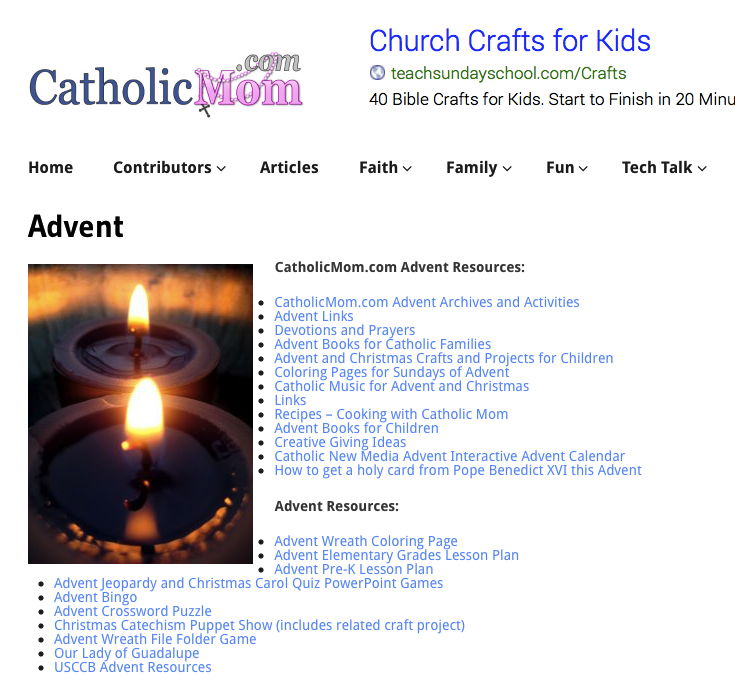 CatholicMom.com
Church Crafts for Kids
teachsundayschool.com/Crafts
40 Bible Crafts for Kids. Start to Finish in 20 Minu
Home Contributors Articles Faith Family Fun Tech Talk
Advent
CatholicMom.com Advent Resources:
CatholicMom.com Advent Archives and Activities
Advent Links
Devotions and Prayers
Advent Books for Catholic Families
Advent and Christmas Crafts and Projects for Children
Coloring Pages for Sundays of Advent
Catholic Music for Advent and Christmas
Links
Recipes – Cooking with Catholic Mom
Advent Books for Children
Creative Giving Ideas
Catholic New Media Advent Interactive Advent Calendar
How to get a holy card from Pope Benedict XVI this Advent
Advent Resources:
Advent Wreath Coloring Page
Advent Elementary Grades Lesson Plan
Advent Pre-K Lesson Plan
Advent Jeopardy and Christmas Carol Quiz PowerPoint Games
Advent Bingo
Advent Crossword Puzzle
Christmas Catechism Puppet Show (includes related craft project)
Advent Wreath File Folder Game
Our Lady of Guadalupe
USCCB Advent Resources